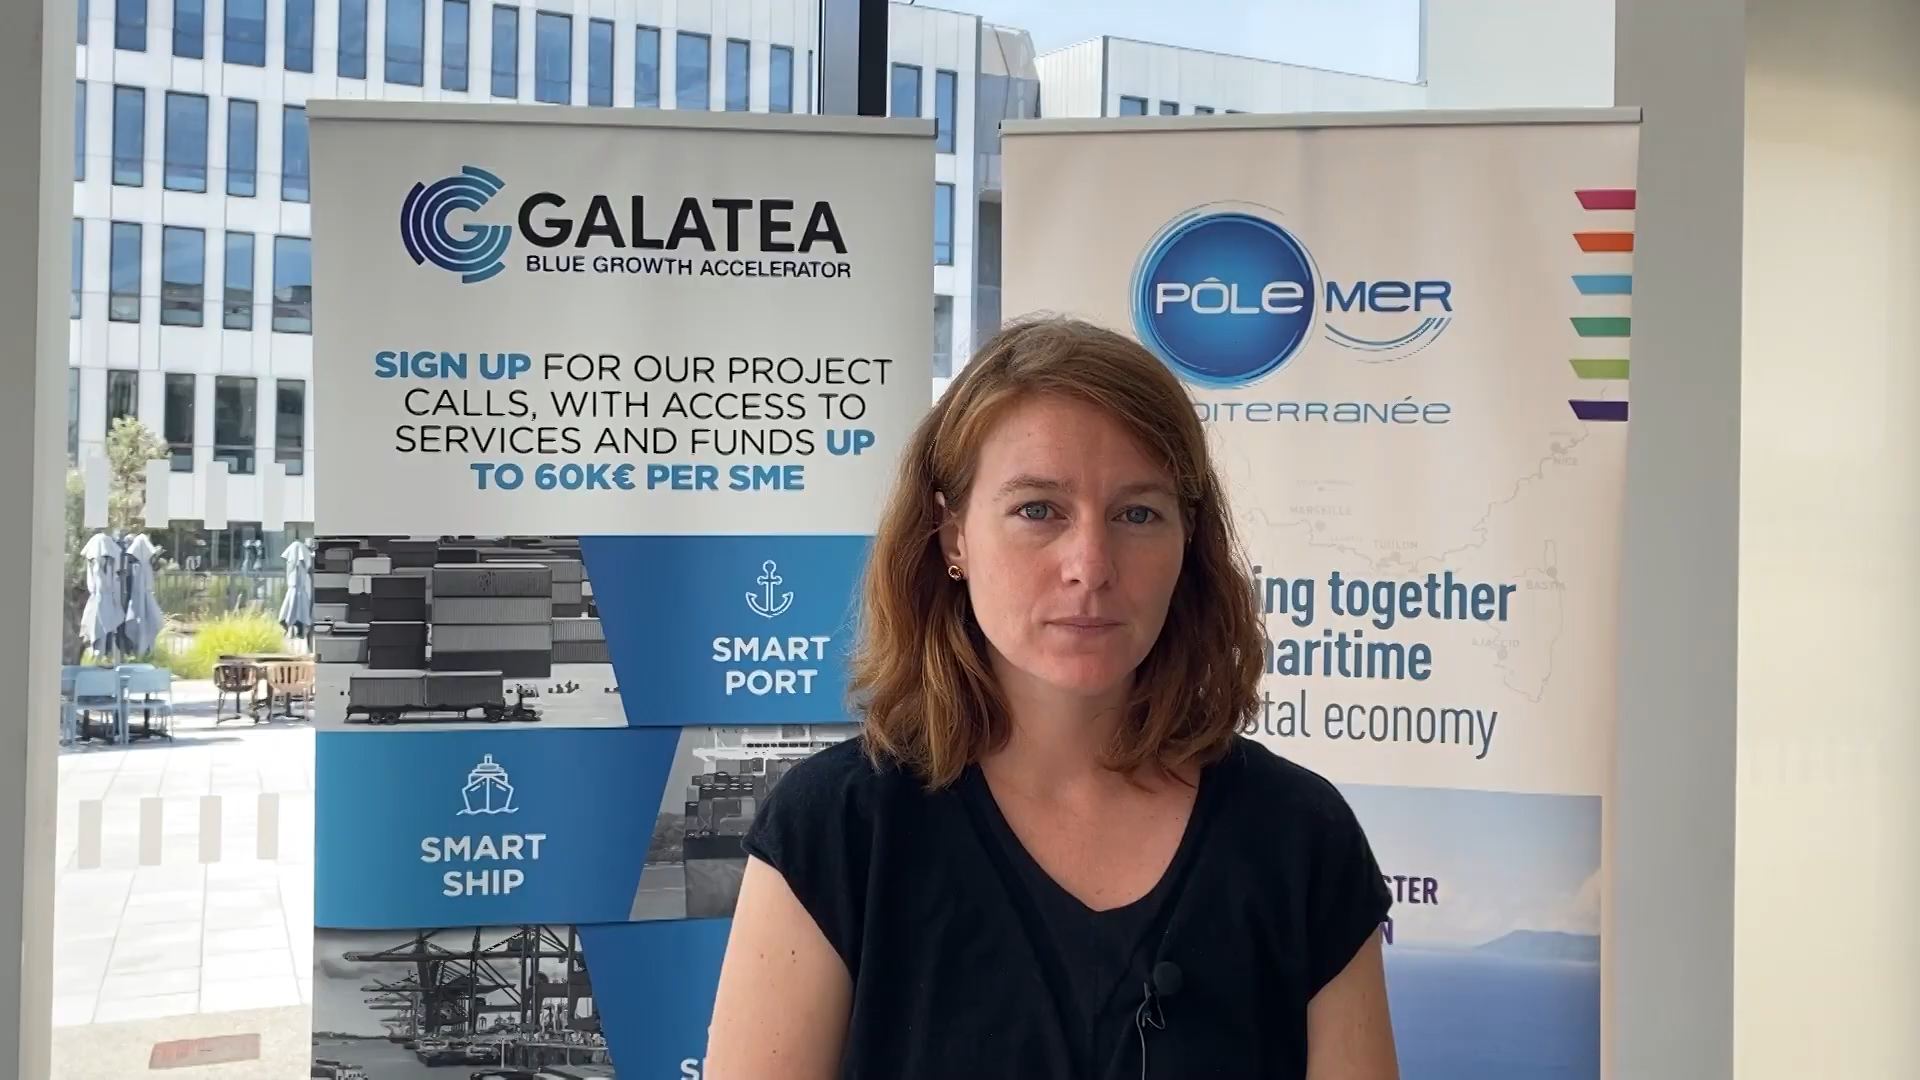 GALATEA
BLUE GROWTH ACCELERATOR
SIGN UP FOR OUR PROJECT
CALLS, WITH ACCESS TO
SERVICES AND FUNDS UP
TO 60K€ PER SME
SMART
PORT
SMART
SHIP
PÔLE MER
DITERRANÉE
NICE
MARSEILLE
TOULON
BASTIA
AJACCIO
ing together
aritime
stal economy
STER
N